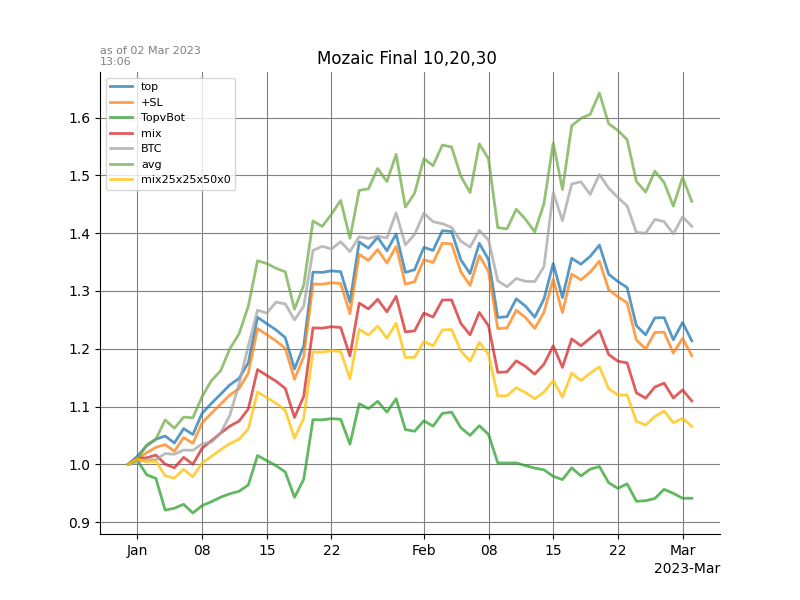 as of 02 Mar 2023
13:06
Mozaic Final 10,20,30
top
+SL
TopvBot
mix
BTC
avg
mix25x25x50x0
1.6
1.5
1.4
1.3
1.2
1.1
1.0
0.9
Jan 08 15 22 Feb 08 15 22 Mar
2023-Mar